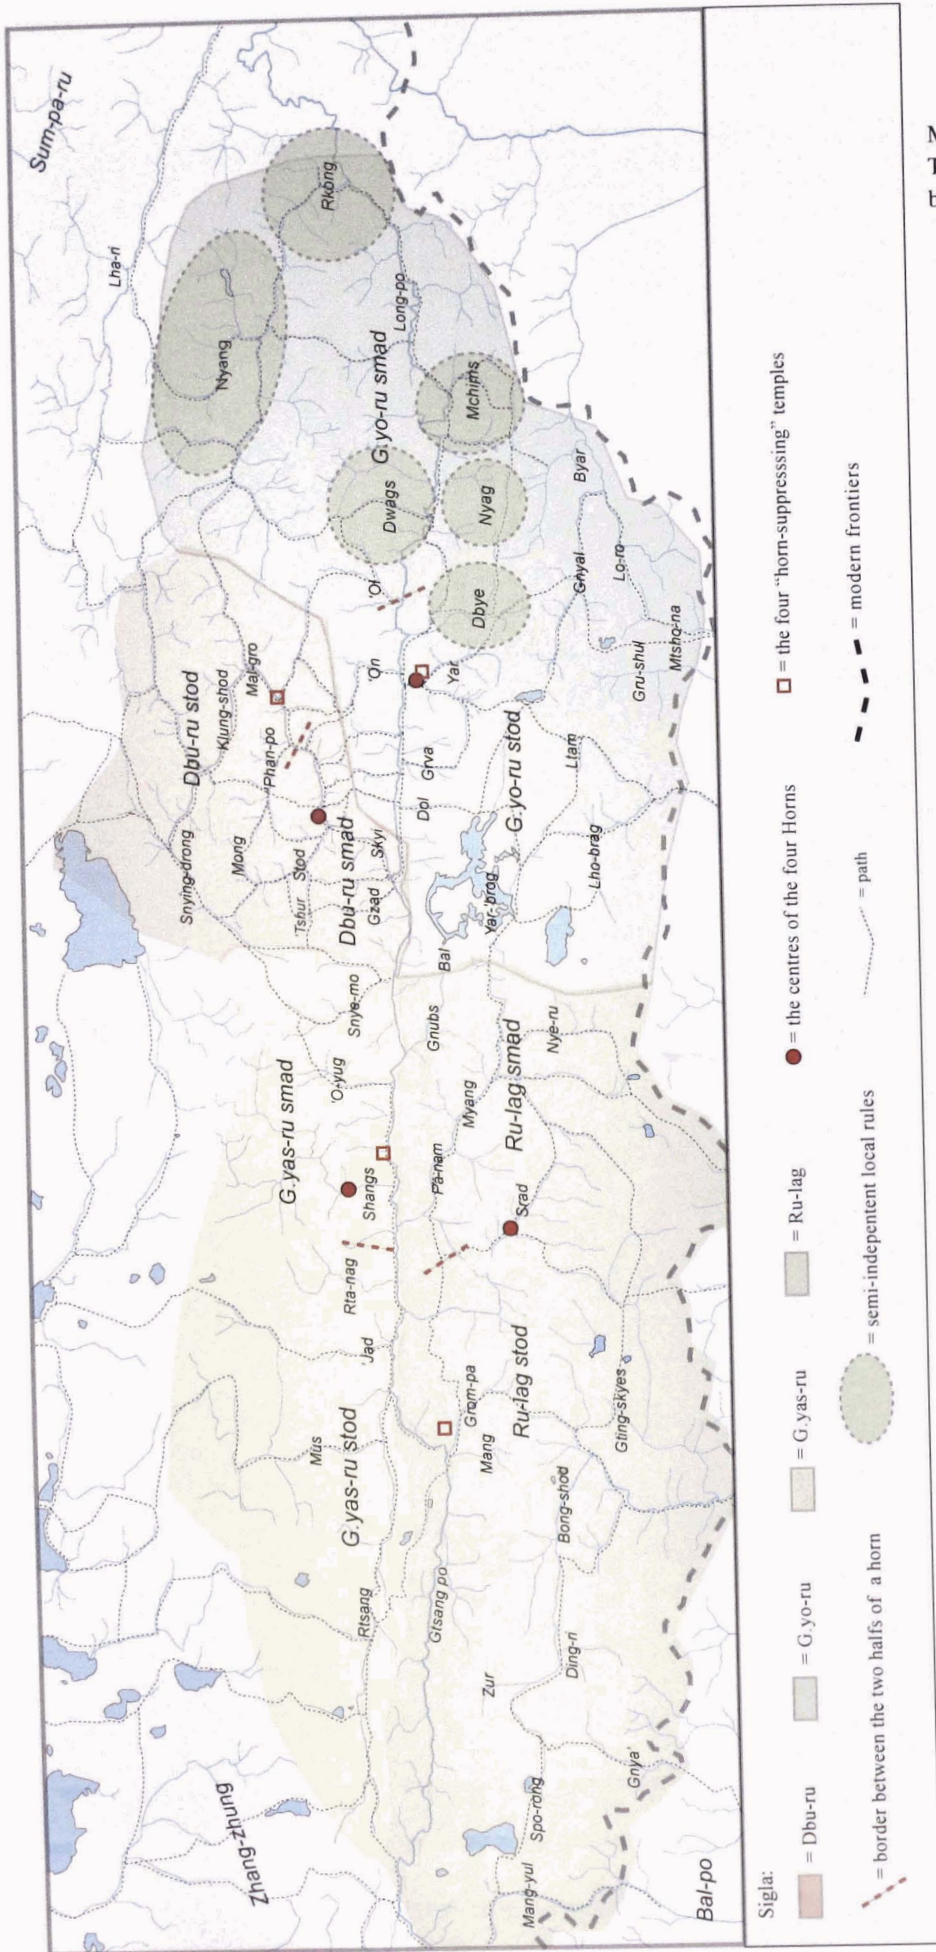 Sum-pa-ru
Lha-ri
Rkong
Nyang
Long-po
G.yo-ru smad
Mchims
Dwags
Nyag
Byar
'Ol
Dbye
Gnyal
Lo-ro
Mtsho-na
Gru-shul
Dbu-ru stod
Klung-shod
Mal-gro
'On
Yar
Phan-po
Snying-drong
Mong
Stod
Tshur
Dbu-ru smad
Skyi
Gzad
Dol
Grva
G.yo-ru stod
Ltam
Lho-brag
Yar-'brog
Bal
Snye-mo
Gnubs
Nye-ru
G.yas-ru smad
'O-yug
Myang
Ru-lag smad
Shangs
Pa-nam
Srad
Rta-nag
'Jad
Grom-pa
Ru-lag stod
Gting-skyes
Mus
Mang
G.yas-ru stod
Bong-shod
Rtsang
Gtsang po
Zur
Ding-ri
Gnya'
Zhang-zhung
Spo-rong
Mang-yul
Bal-po
Sigla:
= Dbu-ru
= G.yo-ru
= G.yas-ru
= Ru-lag
= the centres of the four Horns
= the four "horn-suppresssing" temples
= border between the two halfs of a horn
= semi-indepentent local rules
= path
= modern frontiers